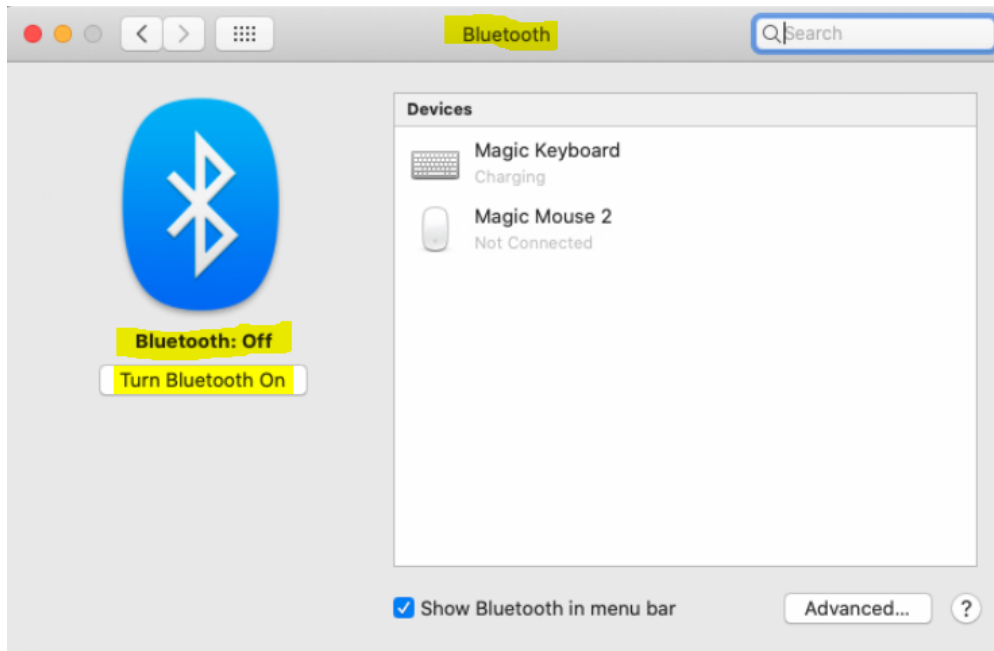 Bluetooth
Search
Devices
Magic Keyboard
Charging
Magic Mouse 2
Not Connected
Bluetooth: Off
Turn Bluetooth On
Show Bluetooth in menu bar
Advanced...
?